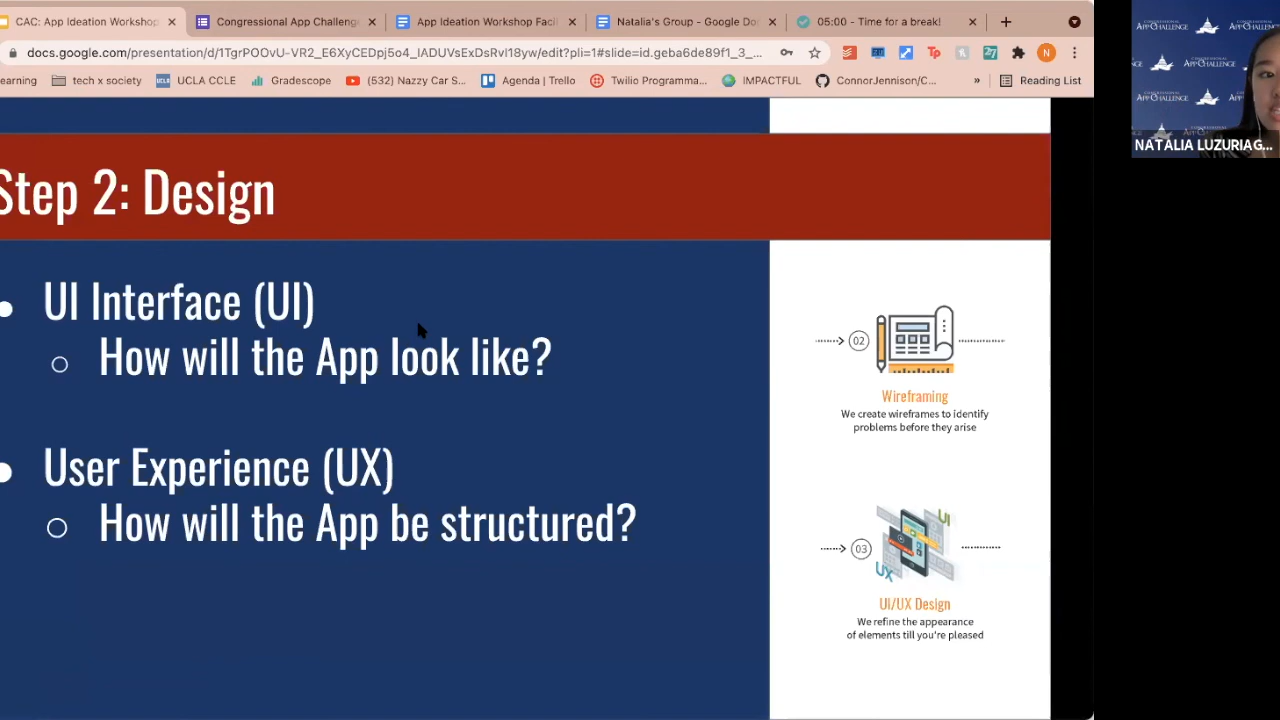 CAC: App Ideation Workshop
Congressional App Challeng
App Ideation Workshop Facil
Natalia's Group - Google Do
05:00 - Time for a break!
docs.google.com/presentation/d/1TgrPOOvU-VR2_E6XyCEDpj5o4_IADUVsExDsRvl18yw/edit?pli=1#slide=id.geba6de89f1_3_...
N
earning
tech x society
UCLA CCLE
Gradescope
(532) Nazzy Car S...
Agenda | Trello
Twilio Programma...
IMPACTFUL
ConnorJennison/C...
»
Reading List
APP CHALLENGE
NATALIA LUZURIAG...
Step 2: Design
● UI Interface (UI)
○ How will the App look like?
● User Experience (UX)
○ How will the App be structured?
02
Wireframing
We create wireframes to identify
problems before they arise
UI
03
UX
UI/UX Design
We refine the appearance
of elements till you're pleased